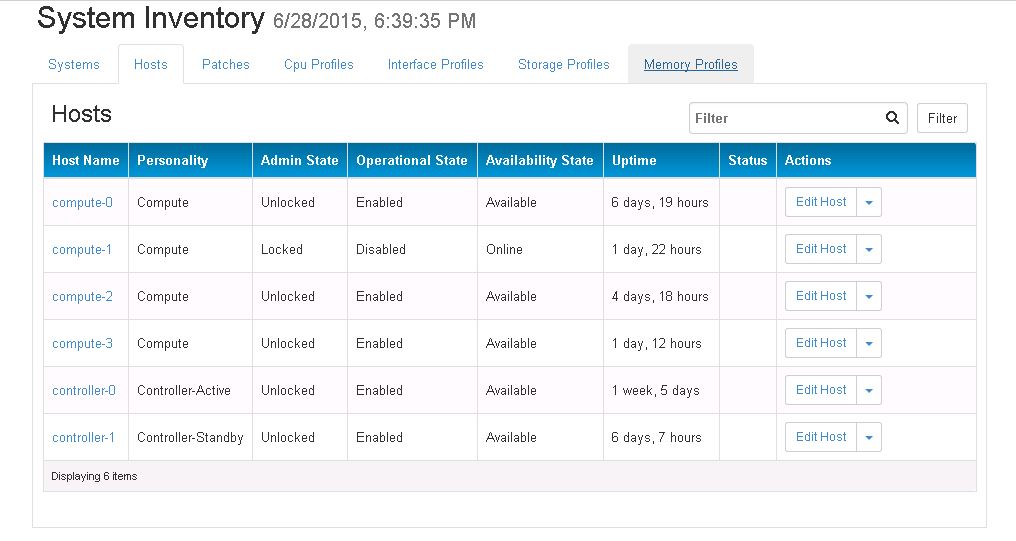 System Inventory 6/28/2015, 6:39:35 PM
Systems Hosts Patches Cpu Profiles Interface Profiles Storage Profiles Memory Profiles
Hosts
Filter Filter
Host Name Personality Admin State Operational State Availability State Uptime Status Actions
compute-0 Compute Unlocked Enabled Available 6 days, 19 hours Edit Host
compute-1 Compute Locked Disabled Online 1 day, 22 hours Edit Host
compute-2 Compute Unlocked Enabled Available 4 days, 18 hours Edit Host
compute-3 Compute Unlocked Enabled Available 1 day, 12 hours Edit Host
controller-0 Controller-Active Unlocked Enabled Available 1 week, 5 days Edit Host
controller-1 Controller-Standby Unlocked Enabled Available 6 days, 7 hours Edit Host
Displaying 6 items